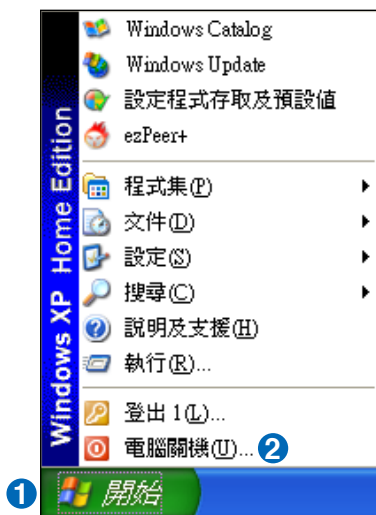 Windows Catalog
Windows Update
設定程式存取及預設值
ezPeer+
程式集(P)
文件(D)
設定(S)
搜尋(C)
說明及支援(H)
執行(R)...
登出 1(L)...
電腦關機(U)... 2
Windows XP Home Edition
1 開始